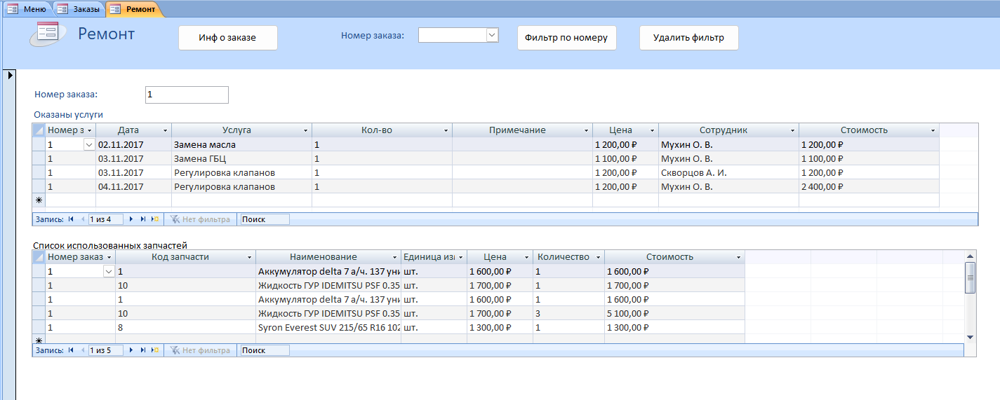 Меню Заказы Ремонт
Ремонт Инф о заказе Номер заказа: Фильтр по номеру Удалить фильтр
Номер заказа: 1
Оказаны услуги
Номер з Дата Услуга Кол-во Примечание Цена Сотрудник Стоимость
1 02.11.2017 Замена масла 1 1 200,00 ₽ Мухин О. В. 1 200,00 ₽
1 03.11.2017 Замена ГБЦ 1 1 100,00 ₽ Мухин О. В. 1 100,00 ₽
1 03.11.2017 Регулировка клапанов 1 1 200,00 ₽ Скворцов А. И. 1 200,00 ₽
1 04.11.2017 Регулировка клапанов 1 1 200,00 ₽ Мухин О. В. 2 400,00 ₽
Запись: 1 из 4 Нет фильтра Поиск
Список использованных запчастей
Номер заказ Код запчасти Наименование Единица изм Цена Количество Стоимость
1 1 Аккумулятор delta 7 а/ч. 137 уни шт. 1 600,00 ₽ 1 1 600,00 ₽
1 10 Жидкость ГУР IDEMITSU PSF 0.35 шт. 1 700,00 ₽ 1 1 700,00 ₽
1 1 Аккумулятор delta 7 а/ч. 137 уни шт. 1 600,00 ₽ 1 1 600,00 ₽
1 10 Жидкость ГУР IDEMITSU PSF 0.35 шт. 1 700,00 ₽ 3 5 100,00 ₽
1 8 Syron Everest SUV 215/65 R16 102 шт. 1 300,00 ₽ 1 1 300,00 ₽
Запись: 1 из 5 Нет фильтра Поиск